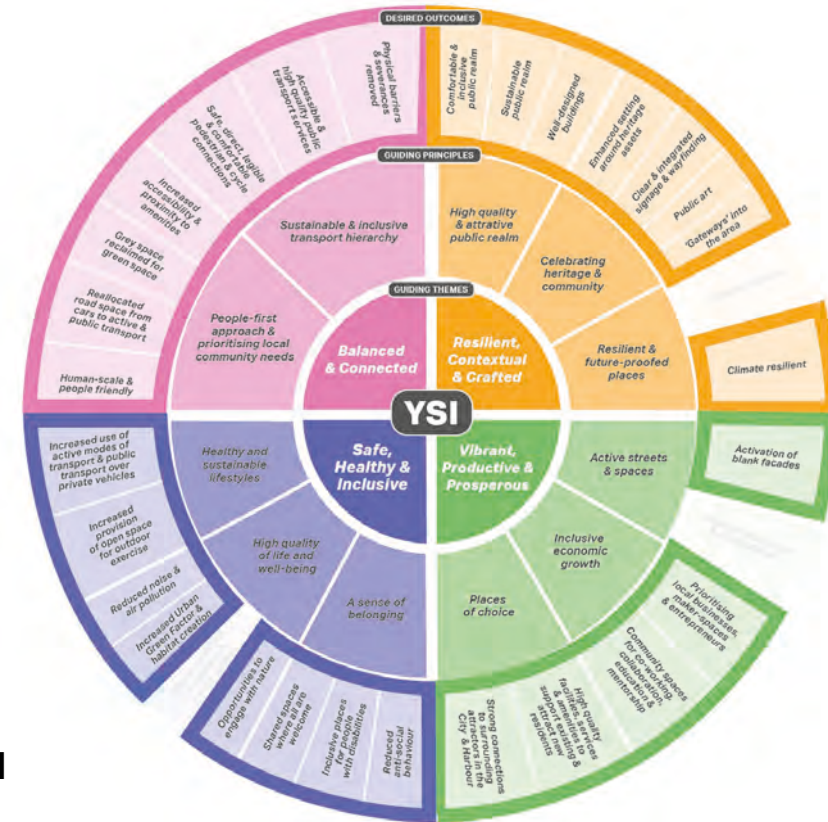 DESIRED OUTCOMES
Physical barriers
& severances
removed
Accessible &
high quality public
transport services
Safe, direct, legible
& comfortable
pedestrian & cycle
connections
Increased
accessibility &
proximity to
amenities
Grey space
reclaimed for
green space
Reallocated
road space from
cars to active &
public transport
Human-scale &
people friendly
Comfortable &
inclusive
public realm
Sustainable
public realm
Well-designed
buildings
Enhanced setting
around heritage
assets
Clear & integrated
signage & wayfinding
Public art
'Gateways' into
the area
Climate resilient
GUIDING PRINCIPLES
Sustainable & inclusive
transport hierarchy
People-first
approach &
prioritising local
community needs
High quality
& attrative
public realm
Celebrating
heritage &
community
Resilient &
future-proofed
places
GUIDING THEMES
Balanced
& Connected
Resilient,
Contextual
& Crafted
YSI
Safe,
Healthy &
Inclusive
Vibrant,
Productive &
Prosperous
Healthy and
sustainable
lifestyles
High quality
of life and
well-being
A sense of
belonging
Active streets
& spaces
Inclusive
economic
growth
Places
of choice
Increased use of
active modes of
transport & public
transport over
private vehicles
Increased
provision
of open space
for outdoor
exercise
Reduced noise &
air pollution
Increased Urban
Green Factor &
habitat creation
Opportunities to
engage with nature
Shared spaces
where all are
welcome
Inclusive places
for people
with disabilities
Reduced
anti-social
behaviour
Activation of
blank facades
Prioritising
local businesses,
maker-spaces
& entrepreneurs
Community spaces
for co-working,
collaboration,
education &
mentorship
High quality
facilities, services
& amenities to
support existing &
attract new
residents
Strong connections
to surrounding
attractors in the
City & Harbour